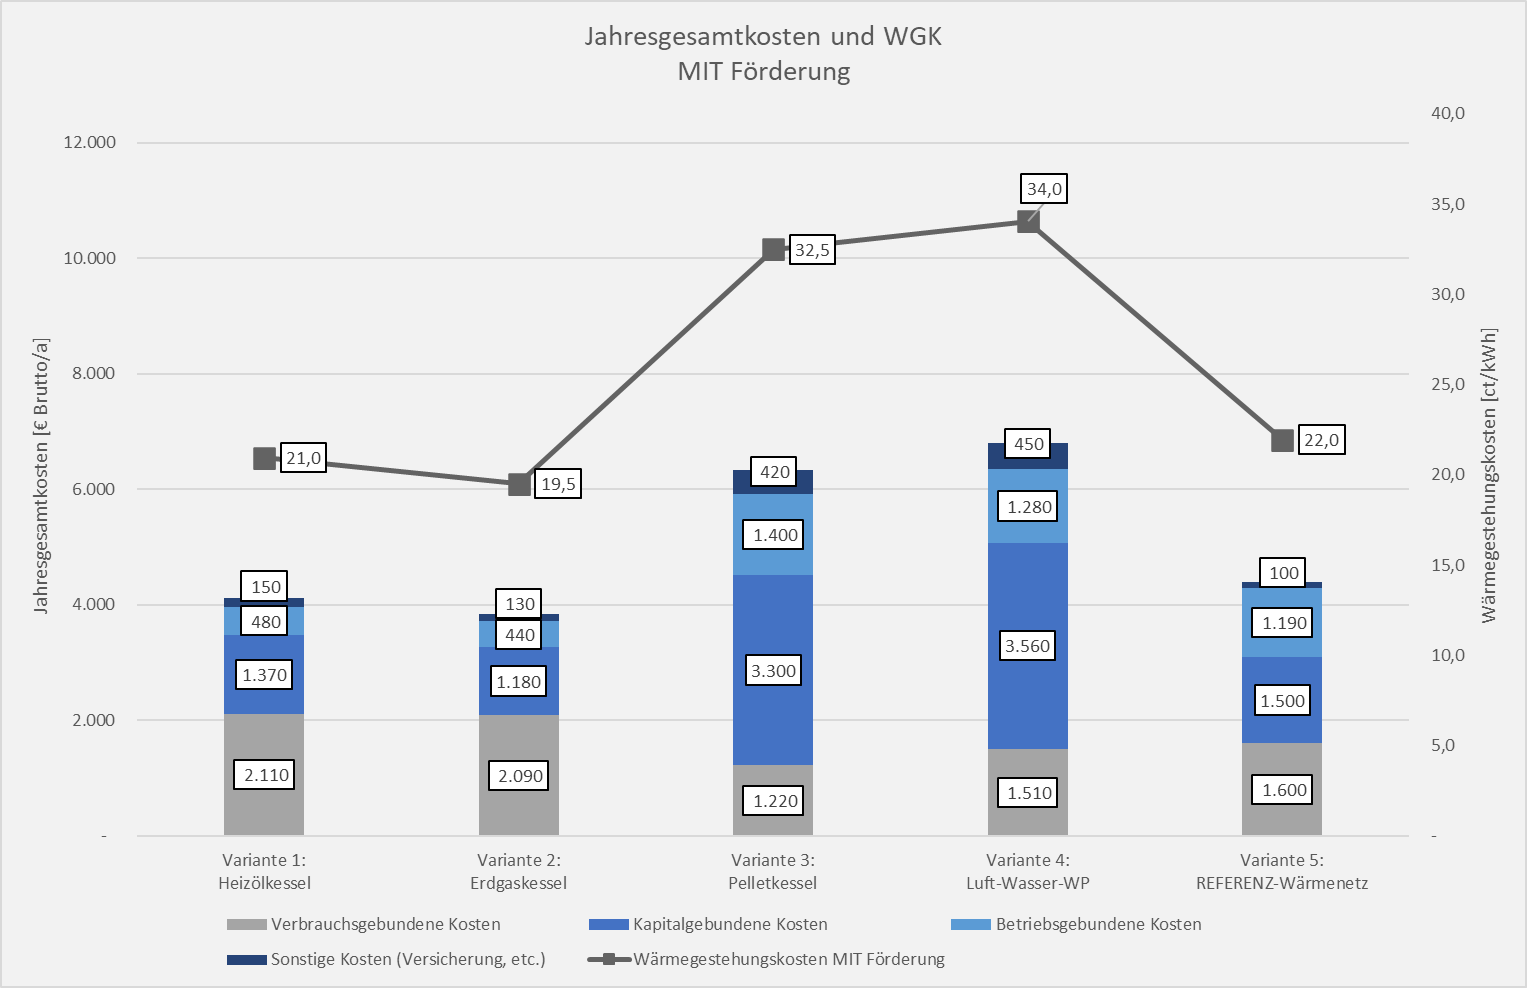 Jahresgesamtkosten und WGK
MIT Förderung
Jahresgesamtkosten [€ Brutto/a]
12.000
10.000
8.000
6.000
4.000
2.000
-
40,0
35,0
30,0
25,0
20,0
15,0
10,0
5,0
-
Wärmegestehungskosten [ct/kWh]
21,0
19,5
32,5
34,0
22,0
150
480
1.370
2.110
130
440
1.180
2.090
420
1.400
3.300
1.220
450
1.280
3.560
1.510
100
1.190
1.500
1.600
Variante 1:
Heizölkessel
Variante 2:
Erdgaskessel
Variante 3:
Pelletkessel
Variante 4:
Luft-Wasser-WP
Variante 5:
REFERENZ-Wärmenetz
Verbrauchsgebundene Kosten
Kapitalgebundene Kosten
Betriebsgebundene Kosten
Sonstige Kosten (Versicherung, etc.)
Wärmegestehungskosten MIT Förderung